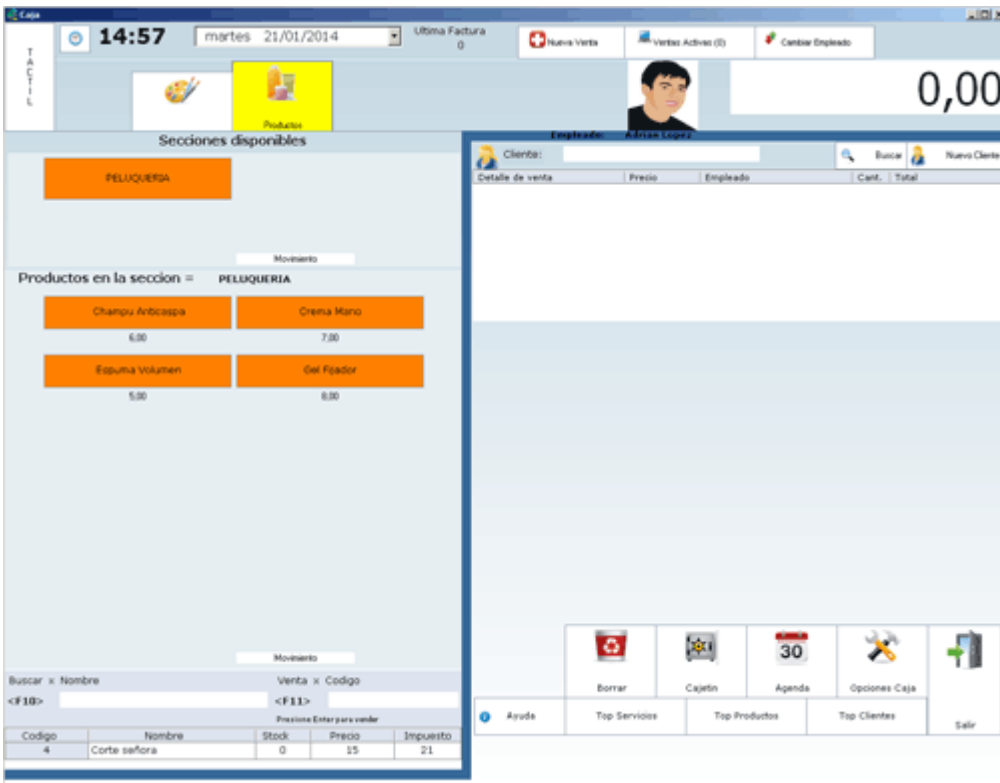 Caja
TACTIL
14:57
martes 21/01/2014
Ultima Factura
0
Nueva Venta
Ventas Activas (0)
Cambiar Empleado
Productos
0,00
Empleado: Adrian Lopez
Secciones disponibles
PELUQUERIA
Movimiento
Productos en la seccion = PELUQUERIA
Champu Anticaspa
Crema Mano
6,00
7,00
Espuma Volumen
Gel Fijador
5,00
8,00
Movimiento
Buscar x Nombre
Venta x Codigo
<F10>
<F11>
Presione Enter para vender
Codigo Nombre Stock Precio Impuesto
4 Corte señora 0 15 21
Cliente:
Buscar
Nuevo Cliente
Detalle de venta Precio Empleado Cant. Total
30
Borrar
Cajetin
Agenda
Opciones Caja
Salir
Ayuda
Top Servicios
Top Productos
Top Clientes